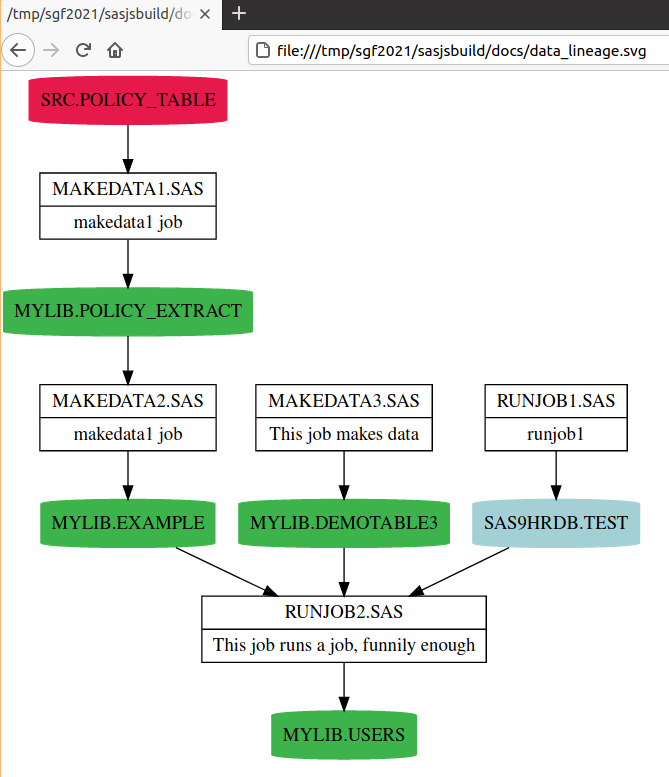 /tmp/sgf2021/sasjsbuild/do
file:///tmp/sgf2021/sasjsbuild/docs/data_lineage.svg
SRC.POLICY_TABLE
MAKEDATA1.SAS
makedata1 job
MYLIB.POLICY_EXTRACT
MAKEDATA2.SAS MAKEDATA3.SAS RUNJOB1.SAS
makedata1 job This job makes data runjob1
MYLIB.EXAMPLE MYLIB.DEMOTABLE3 SAS9HRDB.TEST
RUNJOB2.SAS
This job runs a job, funnily enough
MYLIB.USERS